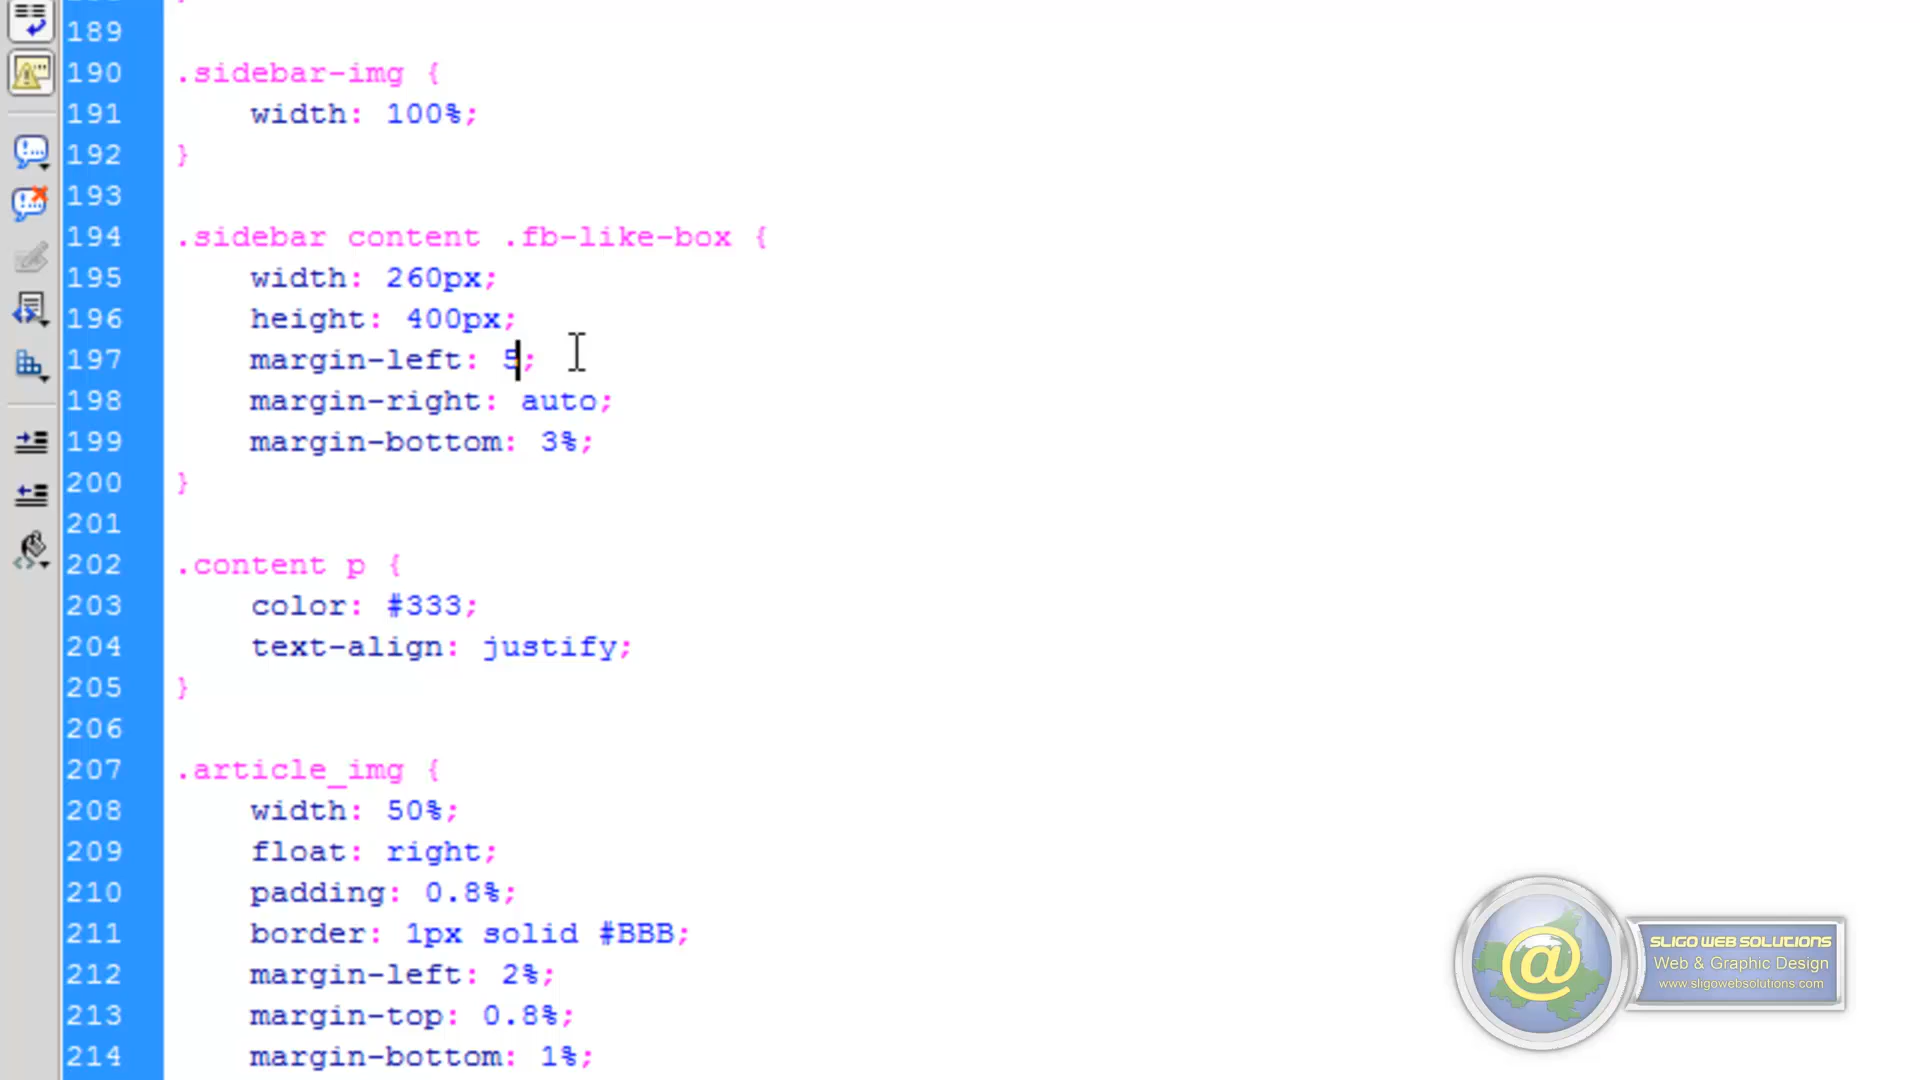 189
190 .sidebar-img {
191 width: 100%;
192 }
193
194 .sidebar content .fb-like-box {
195 width: 260px;
196 height: 400px;
197 margin-left: 5;
198 margin-right: auto;
199 margin-bottom: 3%;
200 }
201
202 .content p {
203 color: #333;
204 text-align: justify;
205 }
206
207 .article_img {
208 width: 50%;
209 float: right;
210 padding: 0.8%;
211 border: 1px solid #BBB;
212 margin-left: 2%;
213 margin-top: 0.8%;
214 margin-bottom: 1%;
@
SLIGO WEB SOLUTIONS
Web & Graphic Design
www.sligowebsolutions.com